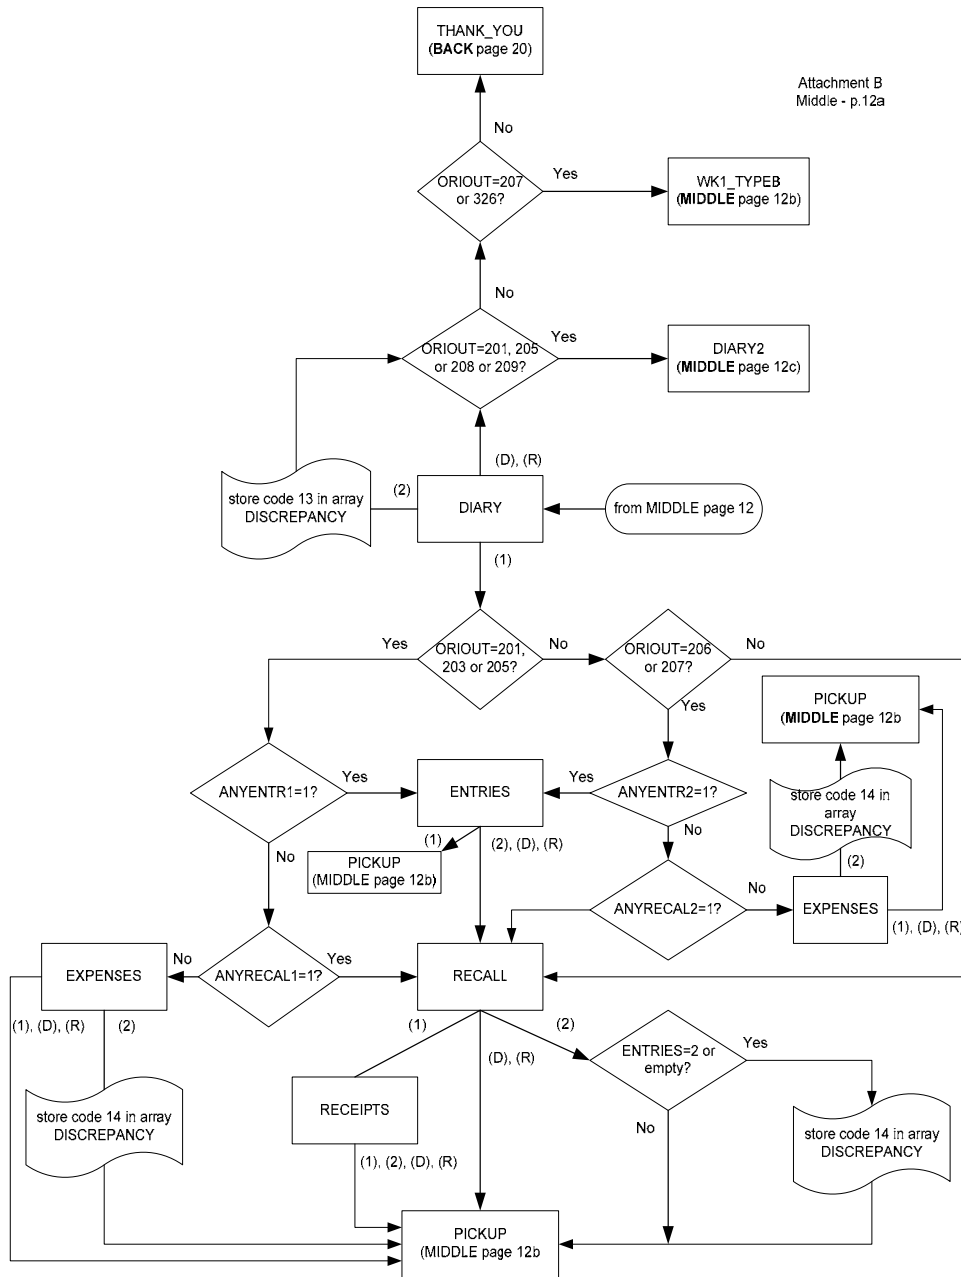 THANK_YOU
(BACK page 20)
Attachment B
Middle - p.12a
No
ORIOUT=207
or 326?
Yes
WK1_TYPEB
(MIDDLE page 12b)
No
ORIOUT=201, 205
or 208 or 209?
Yes
DIARY2
(MIDDLE page 12c)
(D), (R)
store code 13 in array
DISCREPANCY
(2)
DIARY
from MIDDLE page 12
(1)
Yes
ORIOUT=201,
203 or 205?
No
ORIOUT=206
or 207?
No
Yes
PICKUP
(MIDDLE page 12b
ANYENTR1=1?
Yes
ENTRIES
Yes
ANYENTR2=1?
store code 14 in
array
DISCREPANCY
No
(1)
(2), (D), (R)
No
PICKUP
(MIDDLE page 12b)
(2)
ANYRECAL2=1?
No
EXPENSES
(1), (D), (R)
EXPENSES
No
ANYRECAL1=1?
Yes
RECALL
(1), (D), (R)
(2)
(1)
(D), (R)
(2)
ENTRIES=2 or
empty?
Yes
store code 14 in array
DISCREPANCY
RECEIPTS
No
store code 14 in array
DISCREPANCY
(1), (2), (D), (R)
PICKUP
(MIDDLE page 12b